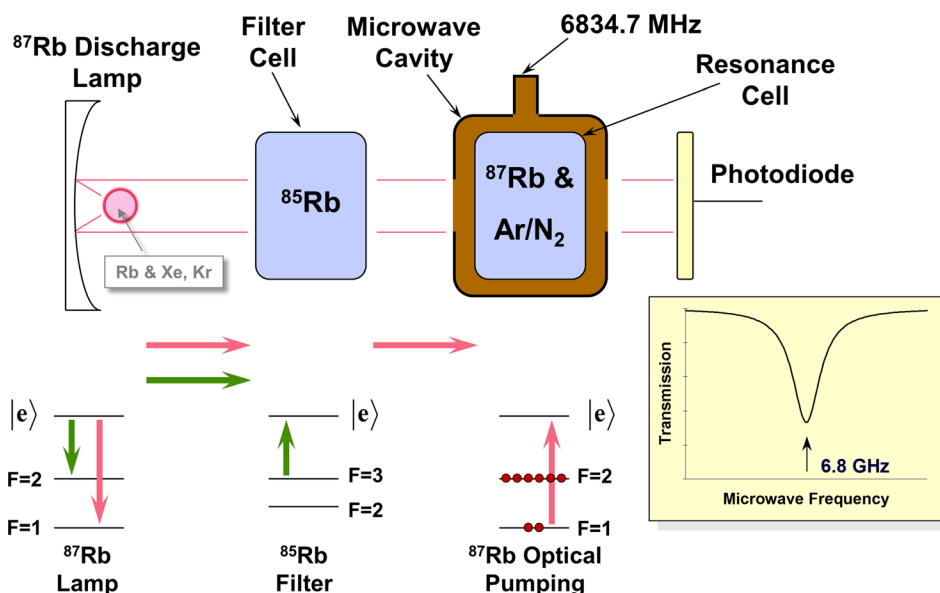 ⁸⁷Rb Discharge
Lamp
Filter
Cell
Microwave
Cavity
6834.7 MHz
Resonance
Cell
⁸⁵Rb
⁸⁷Rb &
Ar/N₂
Photodiode
Rb & Xe, Kr
Transmission
6.8 GHz
Microwave Frequency
|e⟩
F=2
F=1
⁸⁷Rb
Lamp
|e⟩
F=3
F=2
⁸⁵Rb
Filter
|e⟩
F=2
F=1
⁸⁷Rb Optical
Pumping